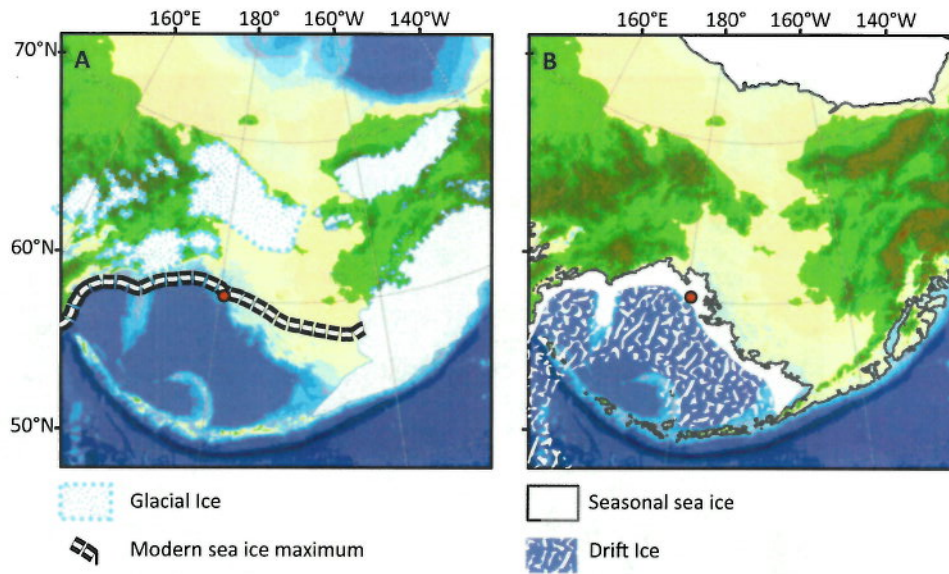 160°E 180° 160°W 140°W
160°E 180° 160°W 140°W
70°N
A
B
60°N
50°N
Glacial Ice
Modern sea ice maximum
Seasonal sea ice
Drift Ice